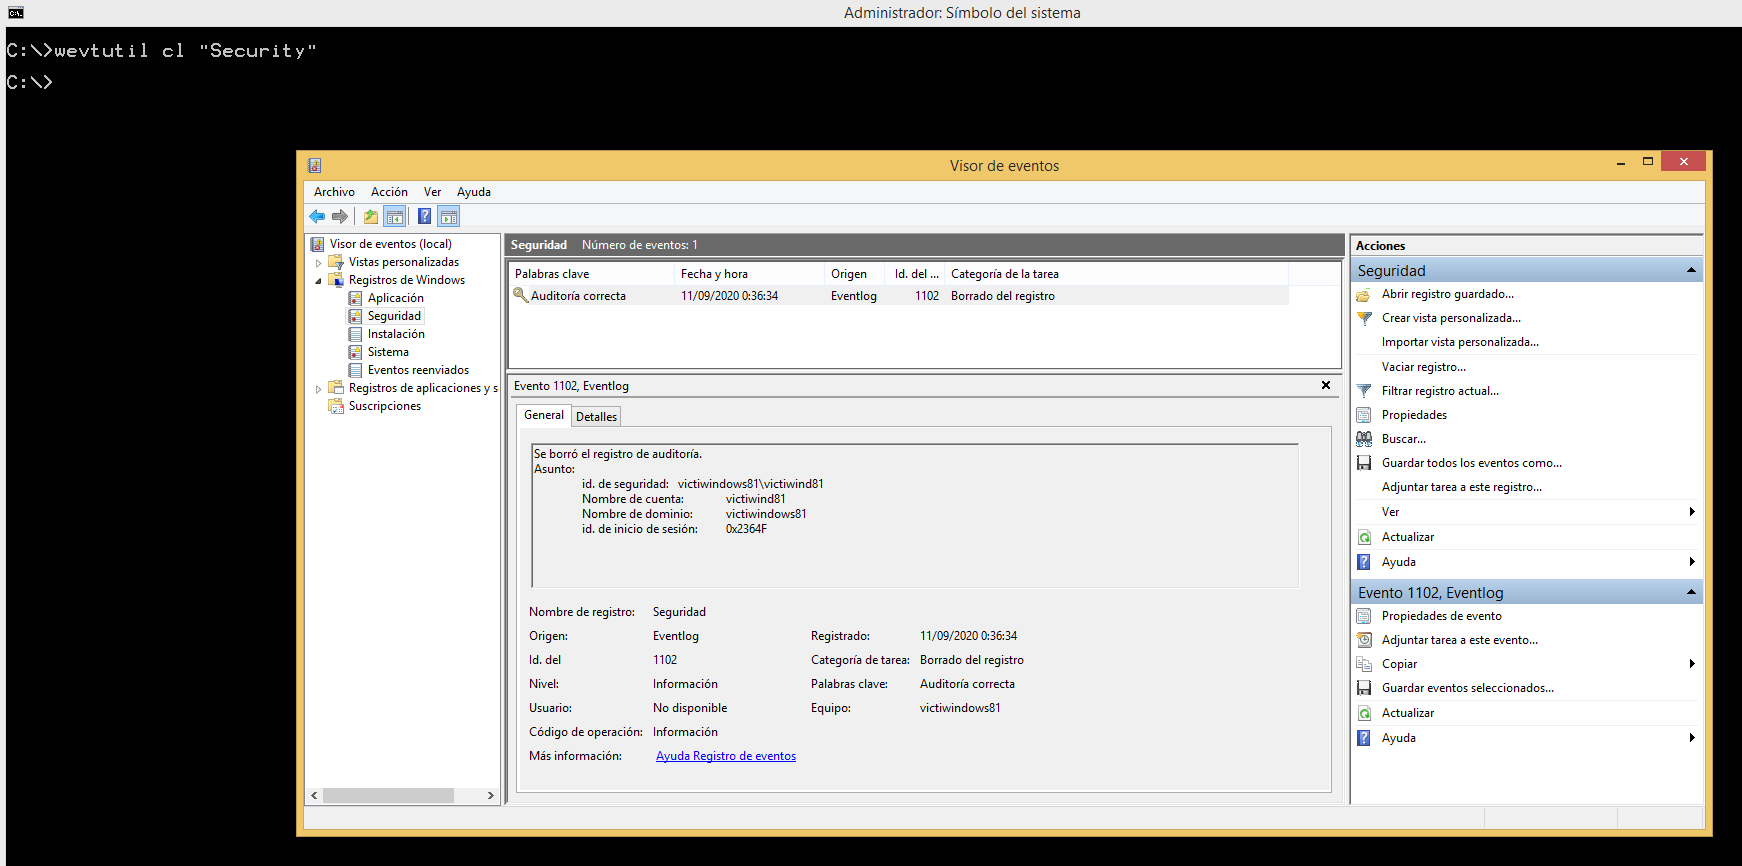 Administrador: Símbolo del sistema
C:\>wevtutil cl "Security"
C:\>
Visor de eventos
Archivo Acción Ver Ayuda
Visor de eventos (local)
Vistas personalizadas
Registros de Windows
Aplicación
Seguridad
Instalación
Sistema
Eventos reenviados
Registros de aplicaciones y s
Suscripciones
Seguridad Número de eventos: 1
Palabras clave Fecha y hora Origen Id. del ... Categoría de la tarea
Auditoría correcta 11/09/2020 0:36:34 Eventlog 1102 Borrado del registro
Evento 1102, Eventlog
General Detalles
Se borró el registro de auditoría.
Asunto:
id. de seguridad: victiwindows81\victiwind81
Nombre de cuenta: victiwind81
Nombre de dominio: victiwindows81
id. de inicio de sesión: 0x2364F
Nombre de registro: Seguridad
Origen: Eventlog Registrado: 11/09/2020 0:36:34
Id. del 1102 Categoría de tarea: Borrado del registro
Nivel: Información Palabras clave: Auditoría correcta
Usuario: No disponible Equipo: victiwindows81
Código de operación: Información
Más información: Ayuda Registro de eventos
Acciones
Seguridad
Abrir registro guardado...
Crear vista personalizada...
Importar vista personalizada...
Vaciar registro...
Filtrar registro actual...
Propiedades
Buscar...
Guardar todos los eventos como...
Adjuntar tarea a este registro...
Ver
Actualizar
Ayuda
Evento 1102, Eventlog
Propiedades de evento
Adjuntar tarea a este evento...
Copiar
Guardar eventos seleccionados...
Actualizar
Ayuda